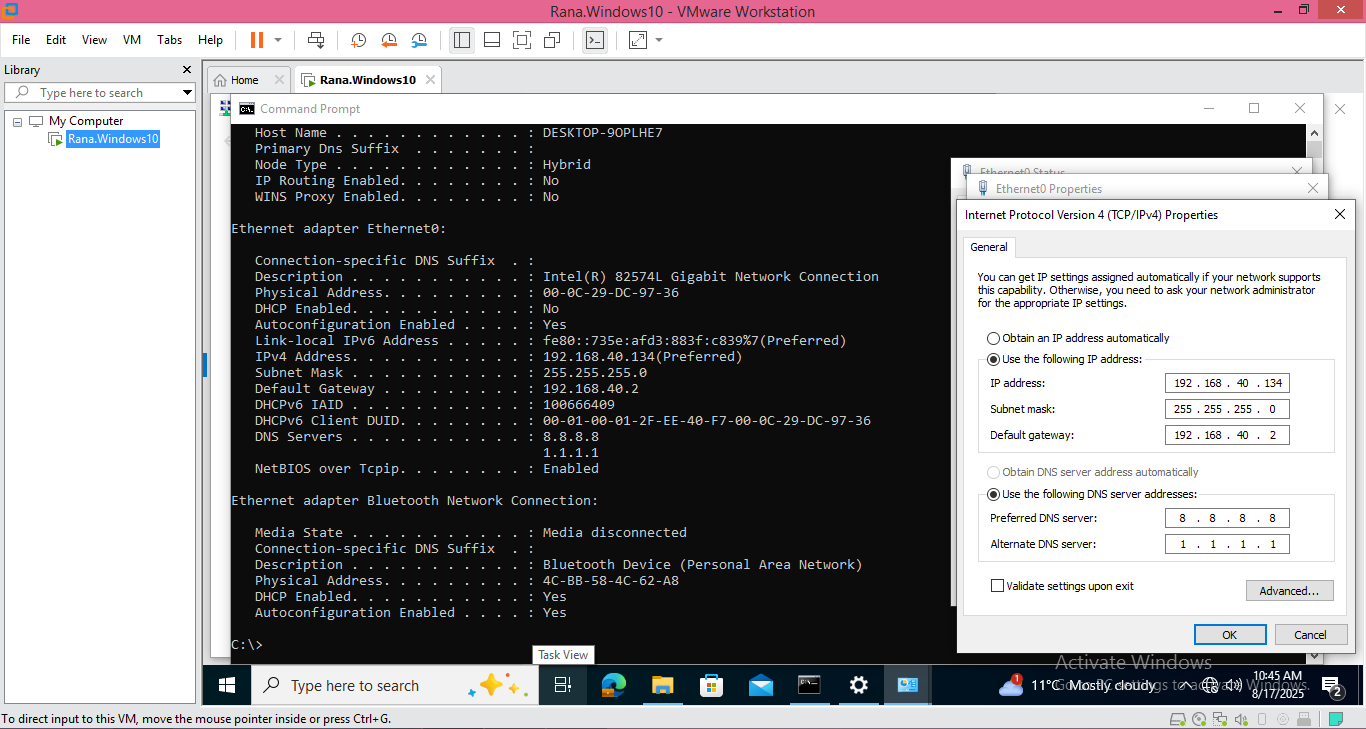 Rana.Windows10 - VMware Workstation
File Edit View VM Tabs Help
Library
Type here to search
My Computer
Rana.Windows10
Home
Rana.Windows10
Command Prompt
Host Name . . . . . . . . . . . . : DESKTOP-9OPLHE7
Primary Dns Suffix . . . . . . . :
Node Type . . . . . . . . . . . . : Hybrid
IP Routing Enabled. . . . . . . . : No
WINS Proxy Enabled. . . . . . . . : No
Ethernet adapter Ethernet0:
Connection-specific DNS Suffix . :
Description . . . . . . . . . . . : Intel(R) 82574L Gigabit Network Connection
Physical Address. . . . . . . . . : 00-0C-29-DC-97-36
DHCP Enabled. . . . . . . . . . . : No
Autoconfiguration Enabled . . . . : Yes
Link-local IPv6 Address . . . . . : fe80::735e:afd3:883f:c839%7(Preferred)
IPv4 Address. . . . . . . . . . . : 192.168.40.134(Preferred)
Subnet Mask . . . . . . . . . . . : 255.255.255.0
Default Gateway . . . . . . . . . : 192.168.40.2
DHCPv6 IAID . . . . . . . . . . . : 100666409
DHCPv6 Client DUID. . . . . . . . : 00-01-00-01-2F-EE-40-F7-00-0C-29-DC-97-36
DNS Servers . . . . . . . . . . . : 8.8.8.8
1.1.1.1
NetBIOS over Tcpip. . . . . . . . : Enabled
Ethernet adapter Bluetooth Network Connection:
Media State . . . . . . . . . . . : Media disconnected
Connection-specific DNS Suffix . :
Description . . . . . . . . . . . : Bluetooth Device (Personal Area Network)
Physical Address. . . . . . . . . : 4C-BB-58-4C-62-A8
DHCP Enabled. . . . . . . . . . . : Yes
Autoconfiguration Enabled . . . . : Yes
C:\>
Ethernet0 Status
Ethernet0 Properties
Internet Protocol Version 4 (TCP/IPv4) Properties
General
You can get IP settings assigned automatically if your network supports
this capability. Otherwise, you need to ask your network administrator
for the appropriate IP settings.
Obtain an IP address automatically
Use the following IP address:
IP address: 192 . 168 . 40 . 134
Subnet mask: 255 . 255 . 255 . 0
Default gateway: 192 . 168 . 40 . 2
Obtain DNS server address automatically
Use the following DNS server addresses:
Preferred DNS server: 8 . 8 . 8 . 8
Alternate DNS server: 1 . 1 . 1 . 1
Validate settings upon exit
Advanced...
OK Cancel
Task View
Activate Windows
Go to PC settings to activate Windows.
Type here to search
1
11°C Mostly cloudy
10:45 AM
8/17/2025
2
To direct input to this VM, move the mouse pointer inside or press Ctrl+G.